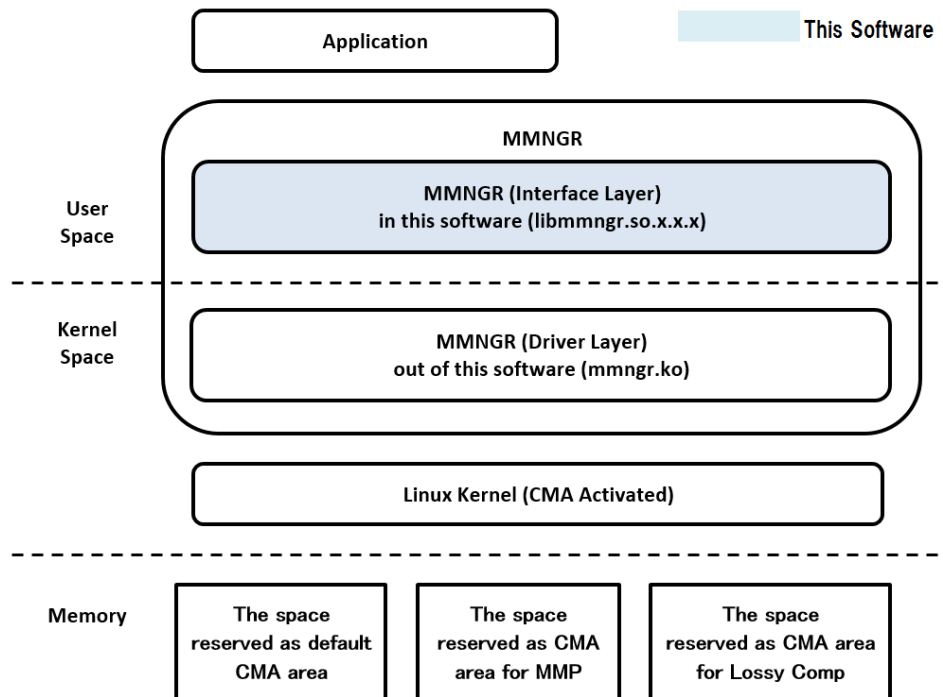 Application
This Software
MMNGR
MMNGR (Interface Layer)
in this software (libmmngr.so.x.x.x)
User
Space
Kernel
Space
MMNGR (Driver Layer)
out of this software (mmngr.ko)
Linux Kernel (CMA Activated)
Memory
The space
reserved as default
CMA area
The space
reserved as CMA
area for MMP
The space
reserved as CMA area
for Lossy Comp